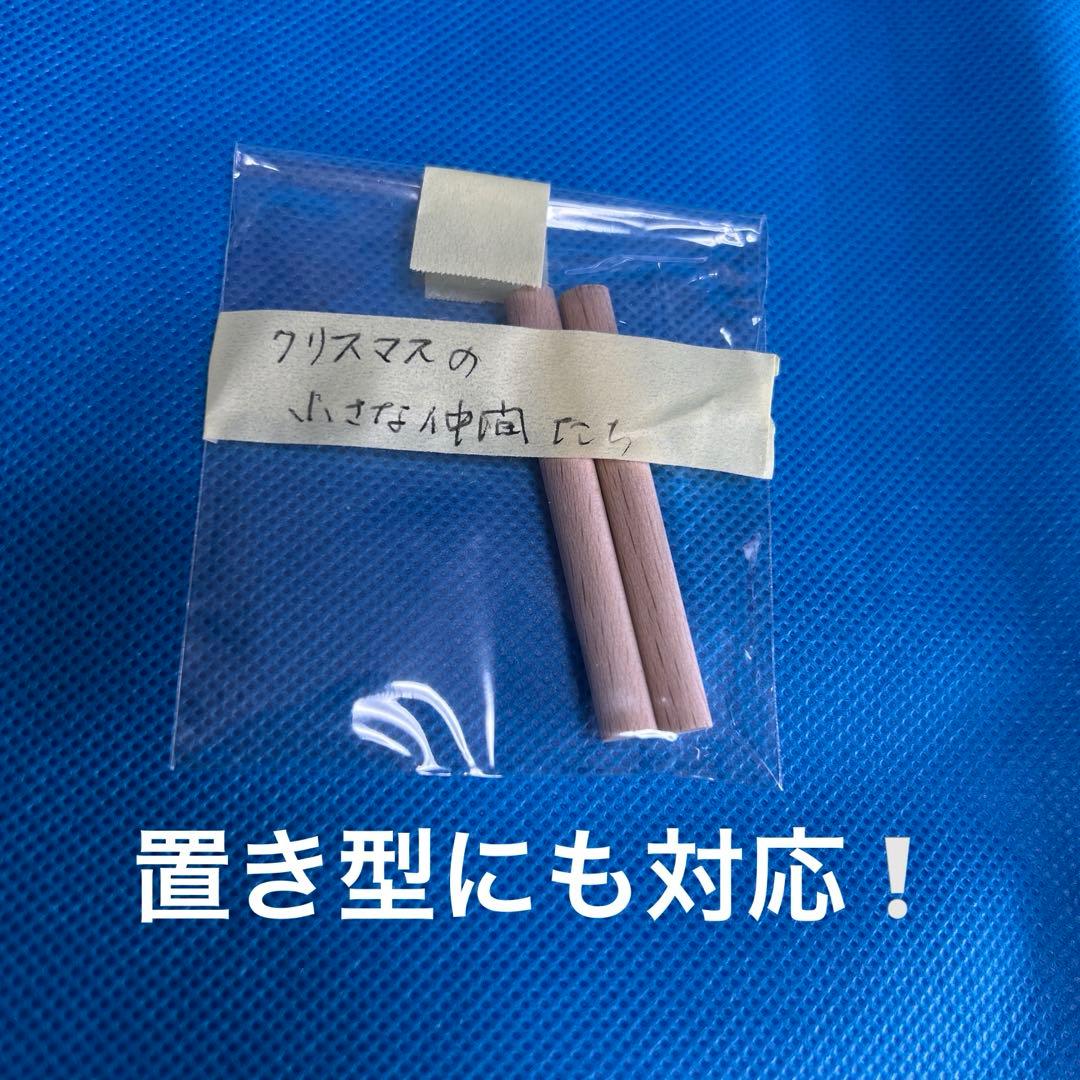 クリスマスの
小さな仲間たち
置き型にも対応❕